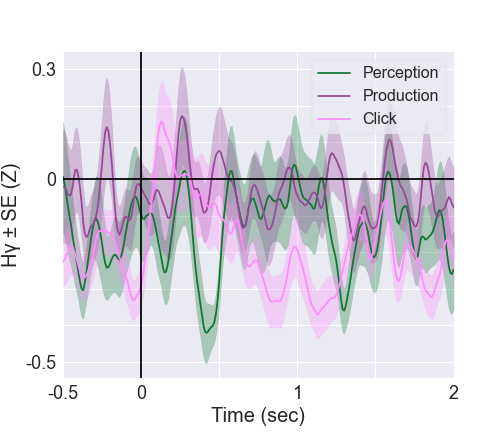 Perception
Production
Click
0.3
0
-0.5
Hγ ± SE (Z)
-0.5
0
1
2
Time (sec)